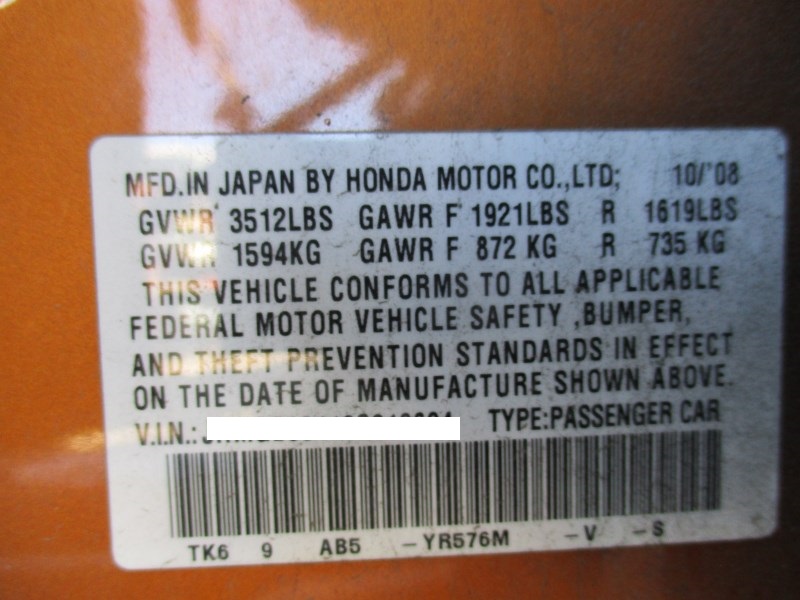 MFD.IN JAPAN BY HONDA MOTOR CO.,LTD; 10/'08
GVWR 3512LBS GAWR F 1921LBS R 1619LBS
GVWR 1594KG GAWR F 872 KG R 735 KG
THIS VEHICLE CONFORMS TO ALL APPLICABLE
FEDERAL MOTOR VEHICLE SAFETY ,BUMPER,
AND THEFT PREVENTION STANDARDS IN EFFECT
ON THE DATE OF MANUFACTURE SHOWN ABOVE.
V.I.N.: TYPE:PASSENGER CAR
TK6 9 AB5 -YR576M -V -S